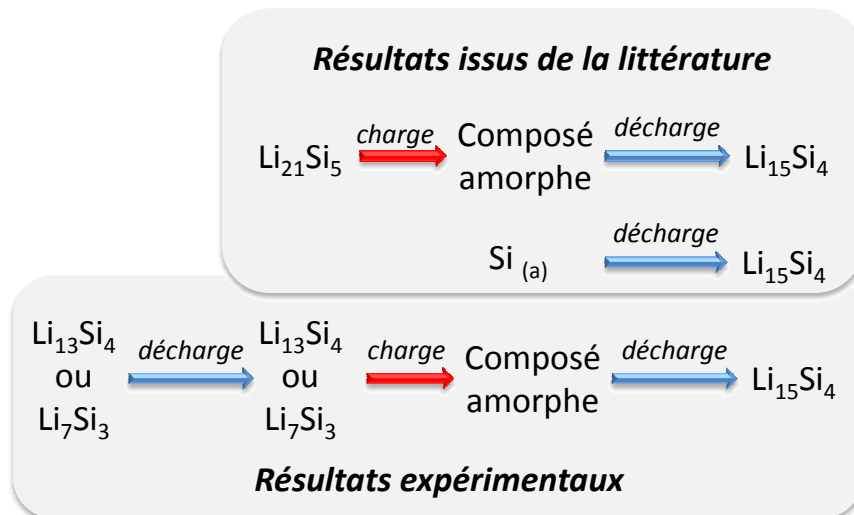 Résultats issus de la littérature
Li21Si5 charge Composé amorphe décharge Li15Si4
Si (a) décharge Li15Si4
Li13Si4 ou Li7Si3 décharge Li13Si4 ou Li7Si3 charge Composé amorphe décharge Li15Si4
Résultats expérimentaux